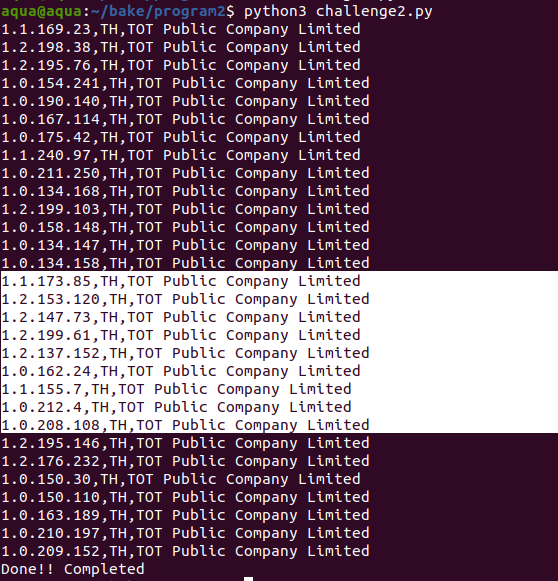 aqua@aqua:~/bake/program2$ python3 challenge2.py
1.1.169.23,TH,TOT Public Company Limited
1.2.198.38,TH,TOT Public Company Limited
1.2.195.76,TH,TOT Public Company Limited
1.0.154.241,TH,TOT Public Company Limited
1.0.190.140,TH,TOT Public Company Limited
1.0.167.114,TH,TOT Public Company Limited
1.0.175.42,TH,TOT Public Company Limited
1.1.240.97,TH,TOT Public Company Limited
1.0.211.250,TH,TOT Public Company Limited
1.0.134.168,TH,TOT Public Company Limited
1.2.199.103,TH,TOT Public Company Limited
1.0.158.148,TH,TOT Public Company Limited
1.0.134.147,TH,TOT Public Company Limited
1.0.134.158,TH,TOT Public Company Limited
1.1.173.85,TH,TOT Public Company Limited
1.2.153.120,TH,TOT Public Company Limited
1.2.147.73,TH,TOT Public Company Limited
1.2.199.61,TH,TOT Public Company Limited
1.2.137.152,TH,TOT Public Company Limited
1.0.162.24,TH,TOT Public Company Limited
1.1.155.7,TH,TOT Public Company Limited
1.0.212.4,TH,TOT Public Company Limited
1.0.208.108,TH,TOT Public Company Limited
1.2.195.146,TH,TOT Public Company Limited
1.2.176.232,TH,TOT Public Company Limited
1.0.150.30,TH,TOT Public Company Limited
1.0.150.110,TH,TOT Public Company Limited
1.0.163.189,TH,TOT Public Company Limited
1.0.210.197,TH,TOT Public Company Limited
1.0.209.152,TH,TOT Public Company Limited
Done!! Completed